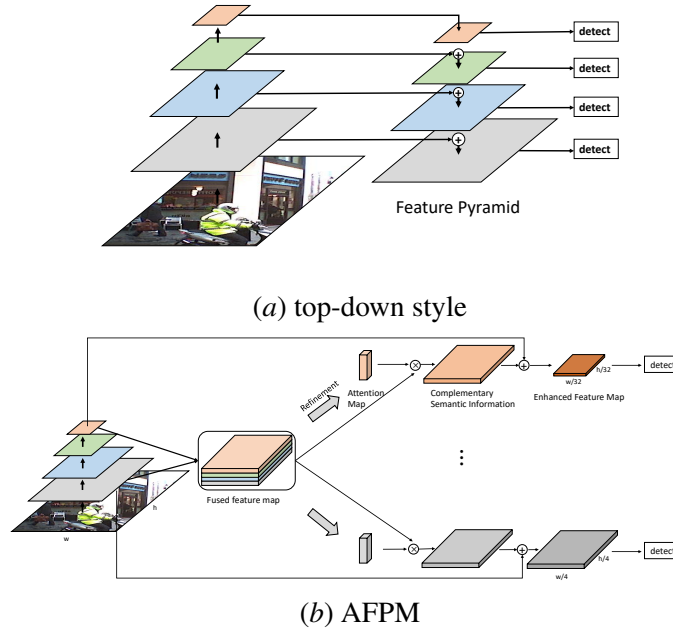 detect
detect
detect
detect
Feature Pyramid
(a) top-down style
Refinement
Attention
Map
Complementary
Semantic Information
w/32
h/32
Enhanced Feature Map
detect
Fused feature map
h
w
w/4
h/4
detect
(b) AFPM